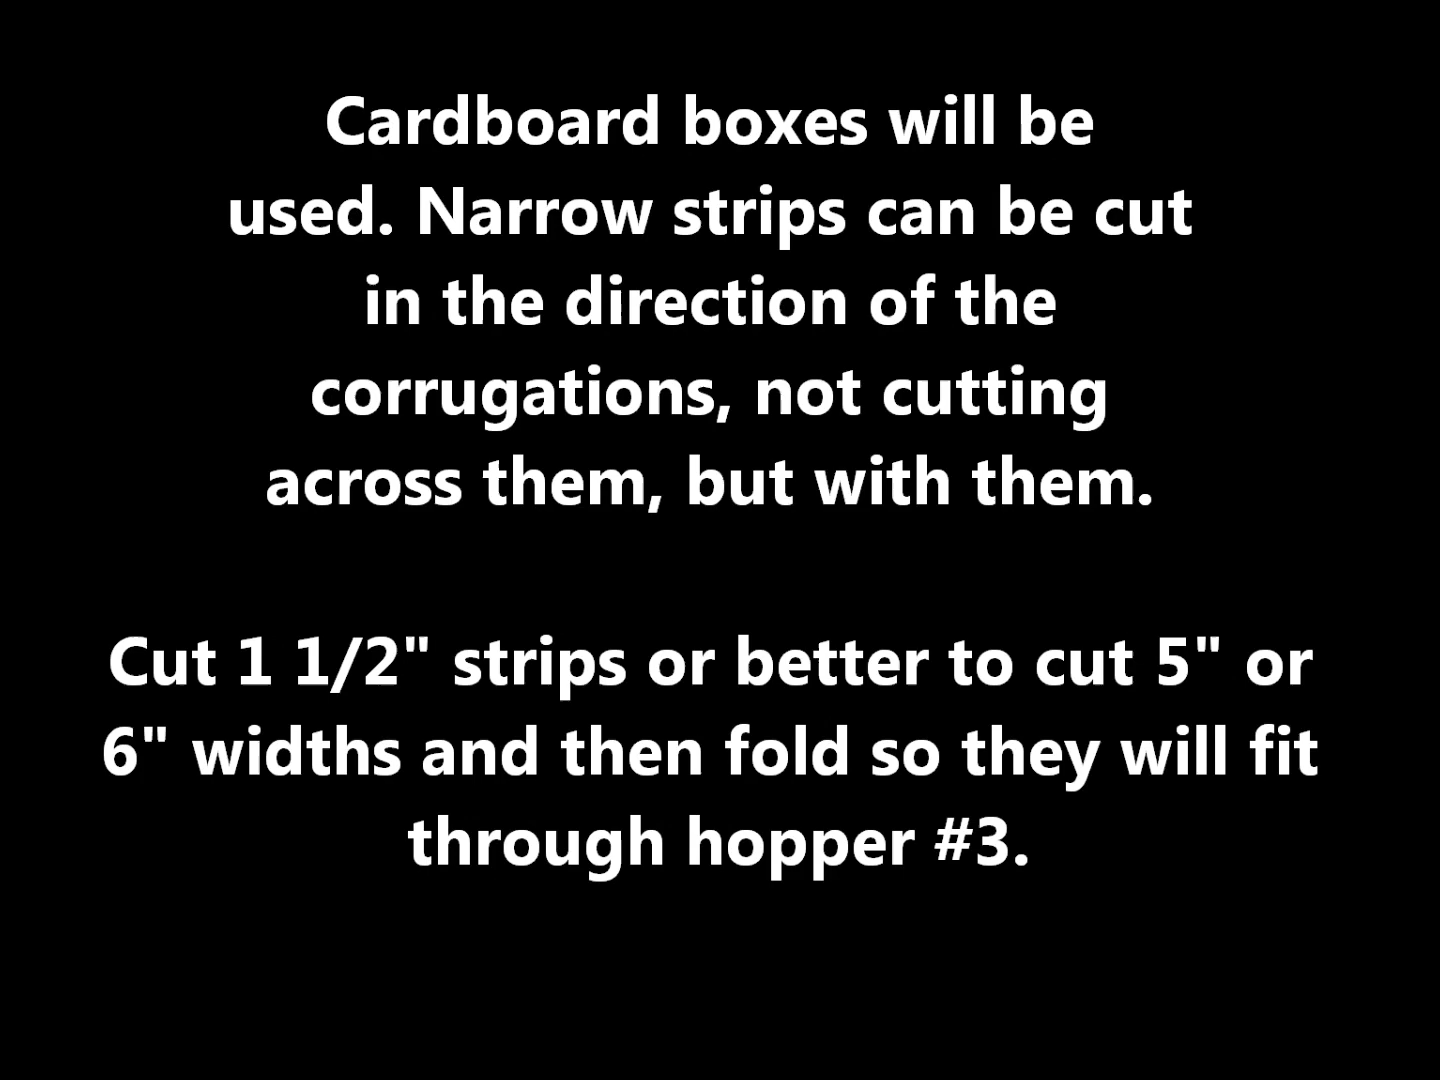 Cardboard boxes will be
used. Narrow strips can be cut
in the direction of the
corrugations, not cutting
across them, but with them.
Cut 1 1/2" strips or better to cut 5" or
6" widths and then fold so they will fit
through hopper #3.